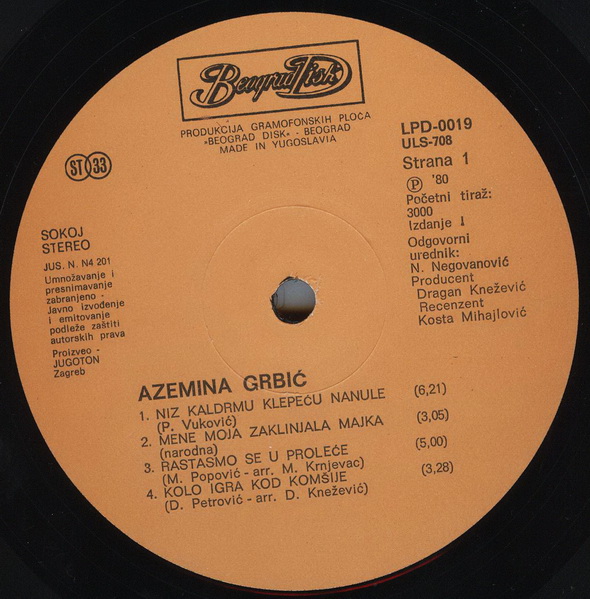 Beograd Disk
PRODUKCIJA GRAMOFONSKIH PLOČA
»BEOGRAD DISK« - BEOGRAD
MADE IN YUGOSLAVIA
LPD-0019
ULS-708
Strana 1
Ⓟ '80
Početni tiraž:
3000
Izdanje I
Odgovorni
urednik:
N. Negovanović
Producent
Dragan Knežević
Recenzent
Kosta Mihajlović
ST 33
SOKOJ
STEREO
JUS. N. N4 201
Umnožavanje i
presnimavanje
zabranjeno -
Javno izvođenje
i emitovanje
podleže zaštiti
autorskih prava
Proizveo -
JUGOTON
Zagreb
AZEMINA GRBIĆ
1. NIZ KALDRMU KLEPEĆU NANULE (6,21)
(P. Vuković)
2. MENE MOJA ZAKLINJALA MAJKA (3,05)
(narodna)
3. RASTASMO SE U PROLEĆE (5,00)
(M. Popović - arr. M. Krnjevac)
4. KOLO IGRA KOD KOMŠIJE (3,28)
(D. Petrović - arr. D. Knežević)